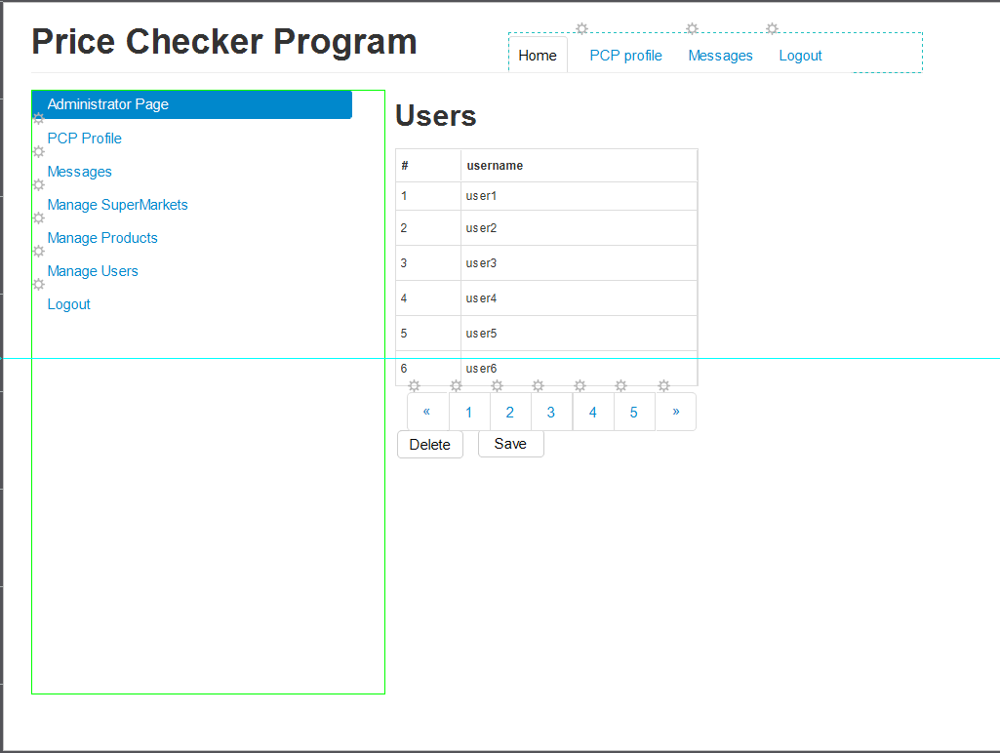 Price Checker Program
Home PCP profile Messages Logout
Administrator Page
PCP Profile
Messages
Manage SuperMarkets
Manage Products
Manage Users
Logout
Users
# username
1 user1
2 user2
3 user3
4 user4
5 user5
6 user6
« 1 2 3 4 5 »
Delete Save